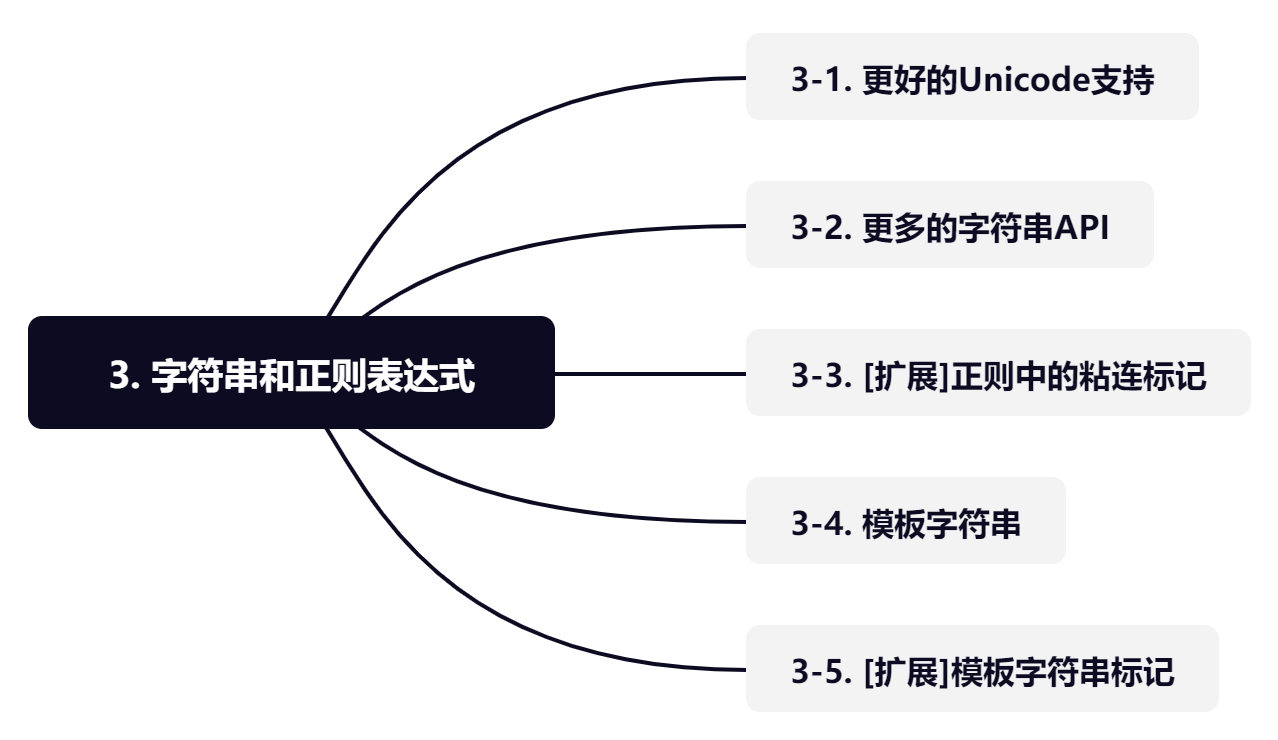 3. 字符串和正则表达式
3-1. 更好的Unicode支持
3-2. 更多的字符串API
3-3. [扩展]正则中的粘连标记
3-4. 模板字符串
3-5. [扩展]模板字符串标记